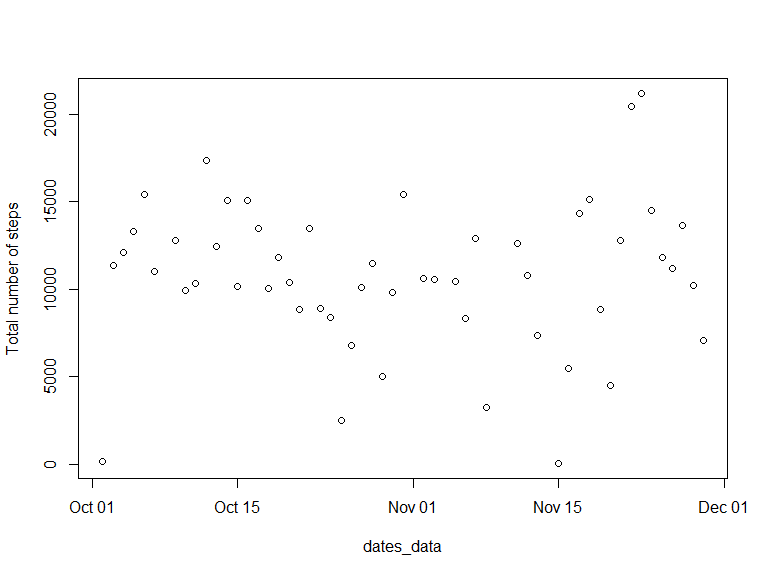 Total number of steps
20000
15000
10000
5000
0
Oct 01 Oct 15 Nov 01 Nov 15 Dec 01
dates_data